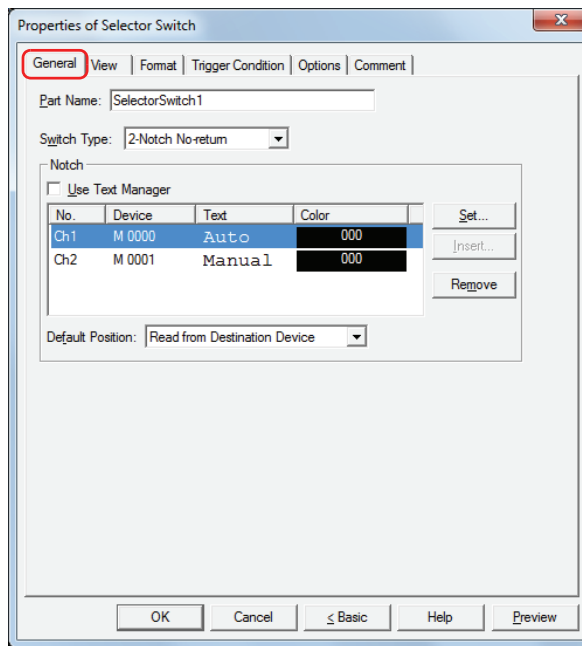 Properties of Selector Switch
x
General View Format Trigger Condition Options Comment
Part Name: SelectorSwitch1
Switch Type: 2-Notch No-return
Notch
Use Text Manager
No. Device Text Color
Ch1 M 0000 Auto 000
Ch2 M 0001 Manual 000
Set...
Insert...
Remove
Default Position: Read from Destination Device
OK Cancel < Basic Help Preview